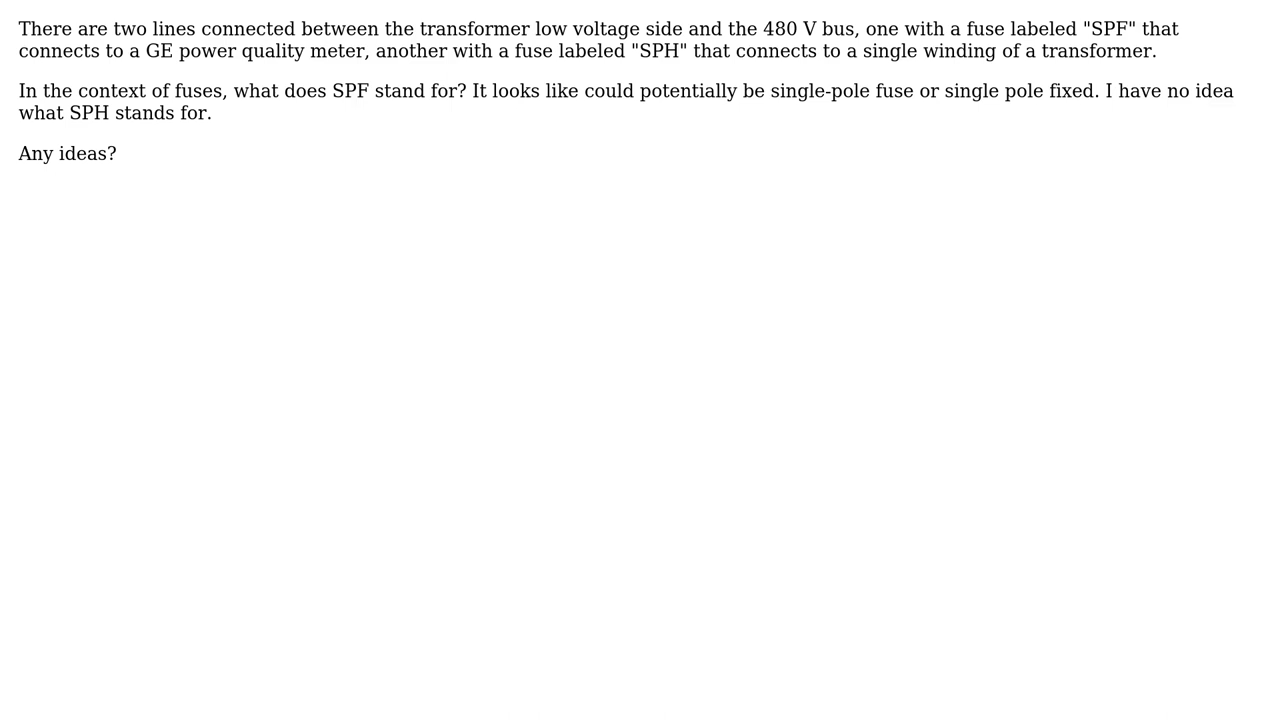 There are two lines connected between the transformer low voltage side and the 480 V bus, one with a fuse labeled "SPF" that
connects to a GE power quality meter, another with a fuse labeled "SPH" that connects to a single winding of a transformer.
In the context of fuses, what does SPF stand for? It looks like could potentially be single-pole fuse or single pole fixed. I have no idea
what SPH stands for.
Any ideas?